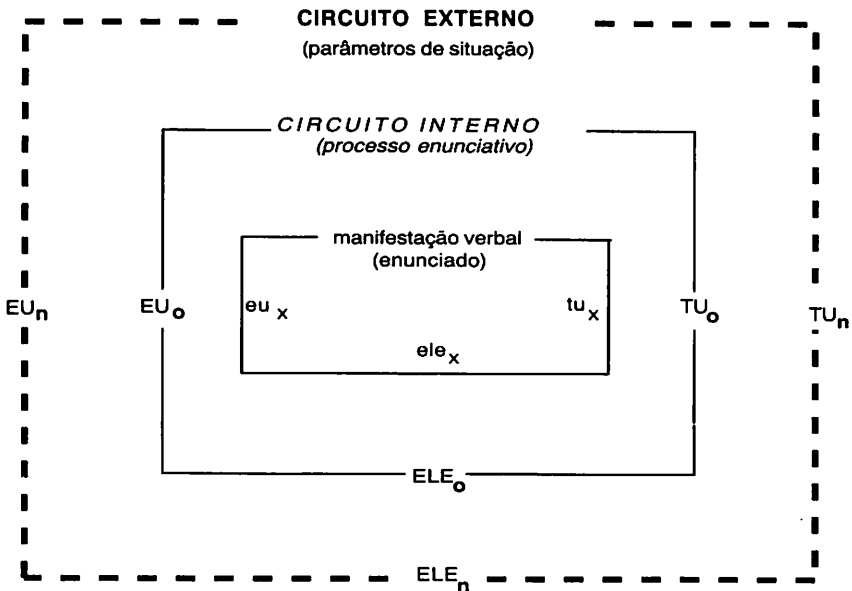 CIRCUITO EXTERNO
(parâmetros de situação)
CIRCUITO INTERNO
(processo enunciativo)
manifestação verbal
(enunciado)
EUn EUo eux tux TUo TUn
elex
ELEo
ELEn